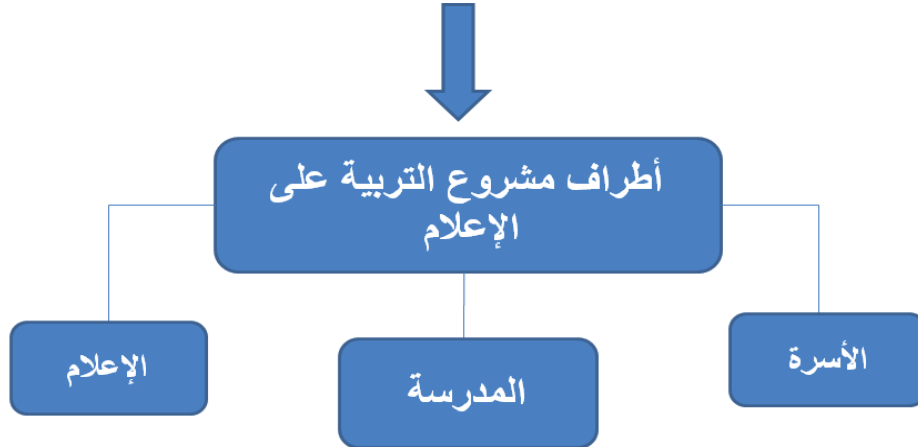 أطراف مشروع التربية على
الإعلام
الأسرة
المدرسة
الإعلام